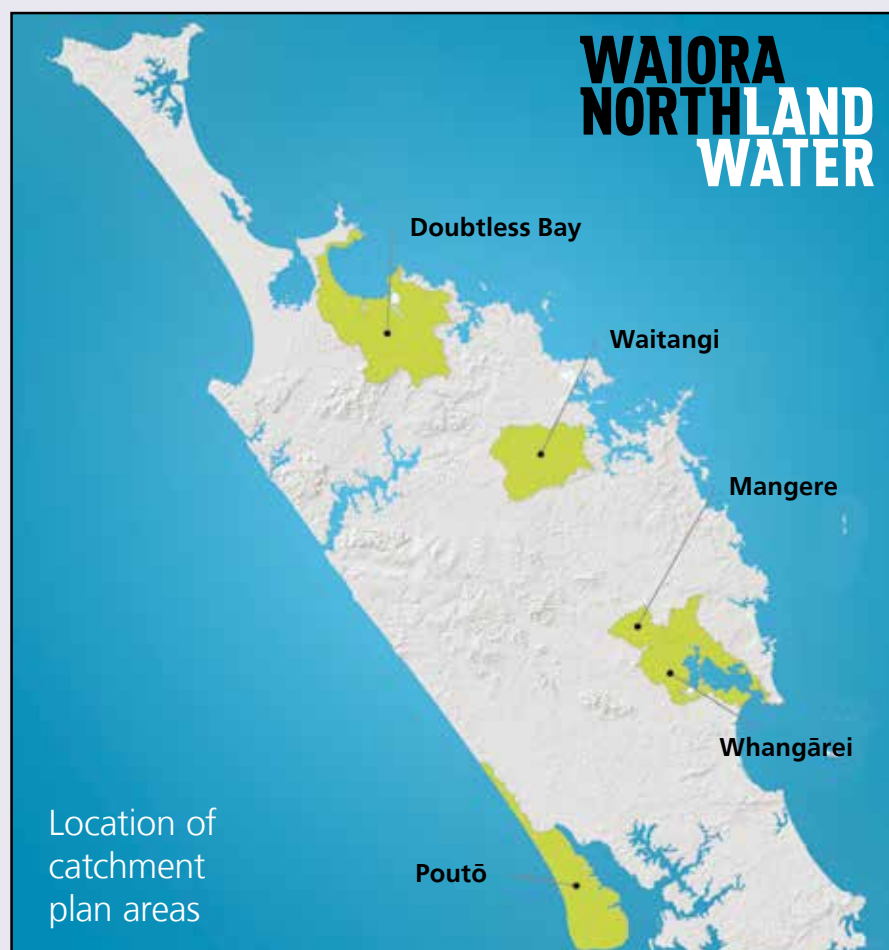 WAIORA
NORTHLAND
WATER
Doubtless Bay
Waitangi
Mangere
Whangārei
Poutō
Location of
catchment
plan areas